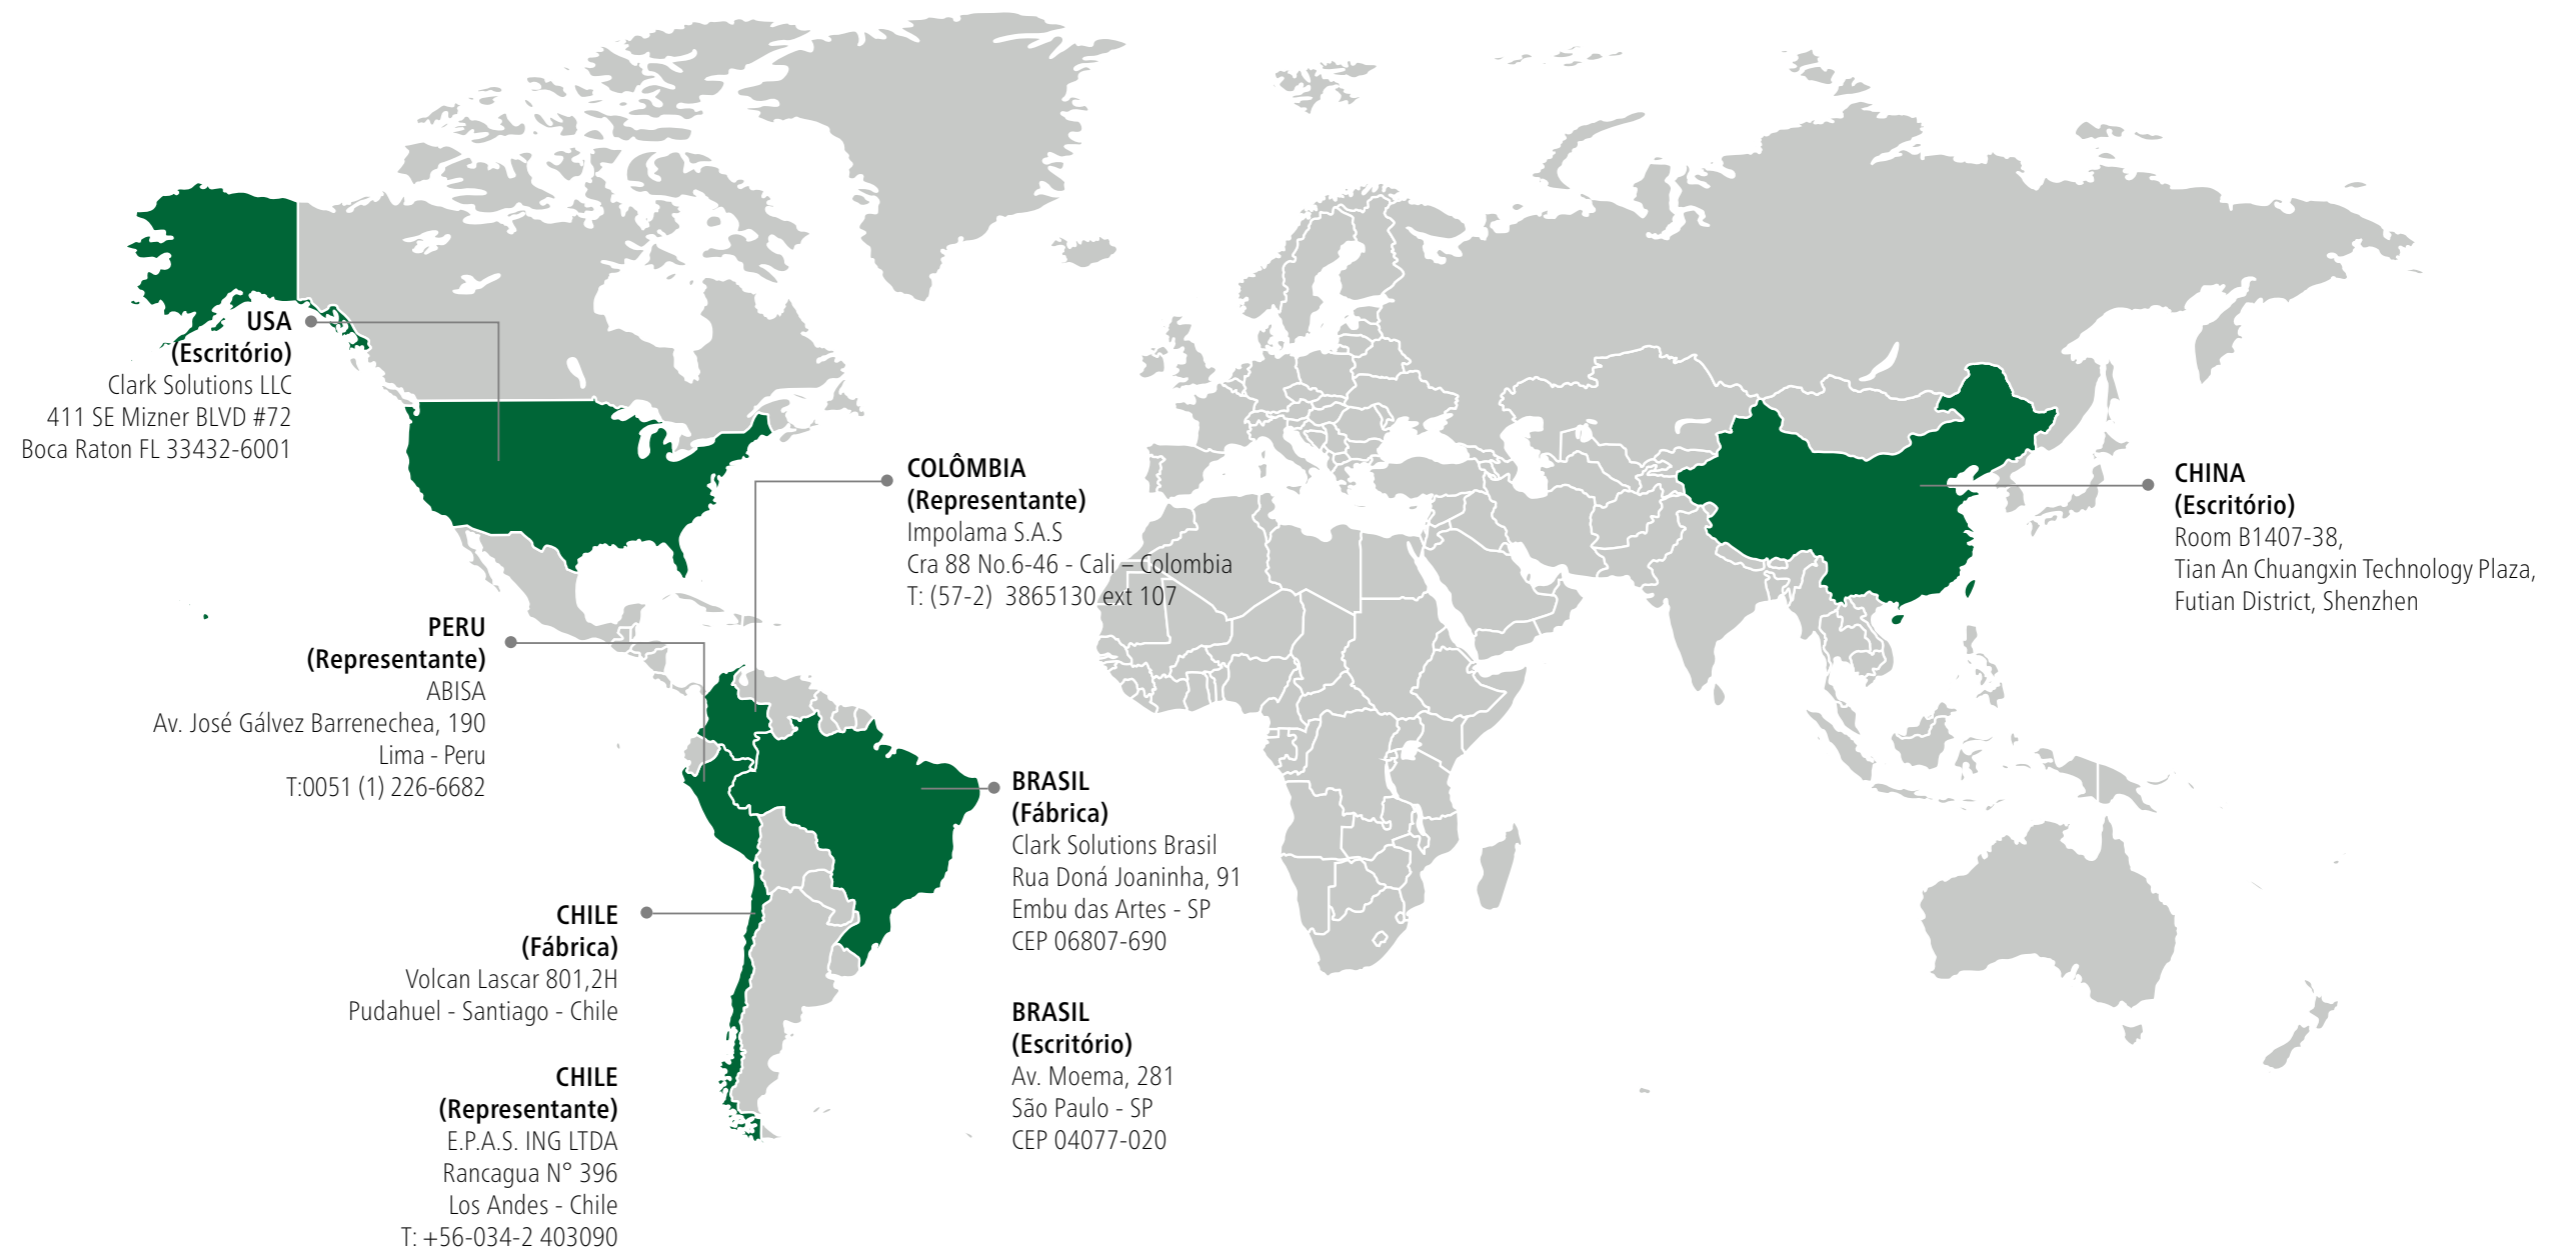 USA
(Escritório)
Clark Solutions LLC
411 SE Mizner BLVD #72
Boca Raton FL 33432-6001
COLÔMBIA
(Representante)
Impolama S.A.S
Cra 88 No.6-46 - Cali – Colombia
T: (57-2)  3865130 ext 107
CHINA
(Escritório)
Room B1407-38,
Tian An Chuangxin Technology Plaza,
Futian District, Shenzhen
PERU
(Representante)
ABISA
Av. José Gálvez Barrenechea, 190
Lima - Peru
T:0051 (1) 226-6682
BRASIL
(Fábrica)
Clark Solutions Brasil
Rua Doná Joaninha, 91
Embu das Artes - SP
CEP 06807-690
CHILE
(Fábrica)
Volcan Lascar 801,2H
Pudahuel - Santiago - Chile
BRASIL
(Escritório)
Av. Moema, 281
São Paulo - SP
CEP 04077-020
CHILE
(Representante)
E.P.A.S. ING LTDA
Rancagua N° 396
Los Andes - Chile
T: +56-034-2 403090